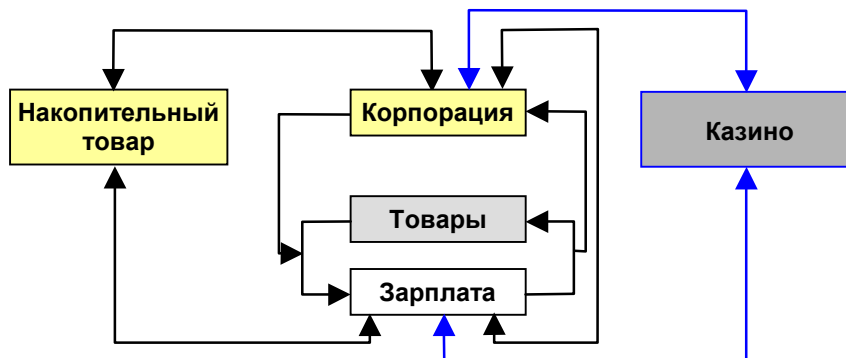 Накопительный
товар
Корпорация
Казино
Товары
Зарплата